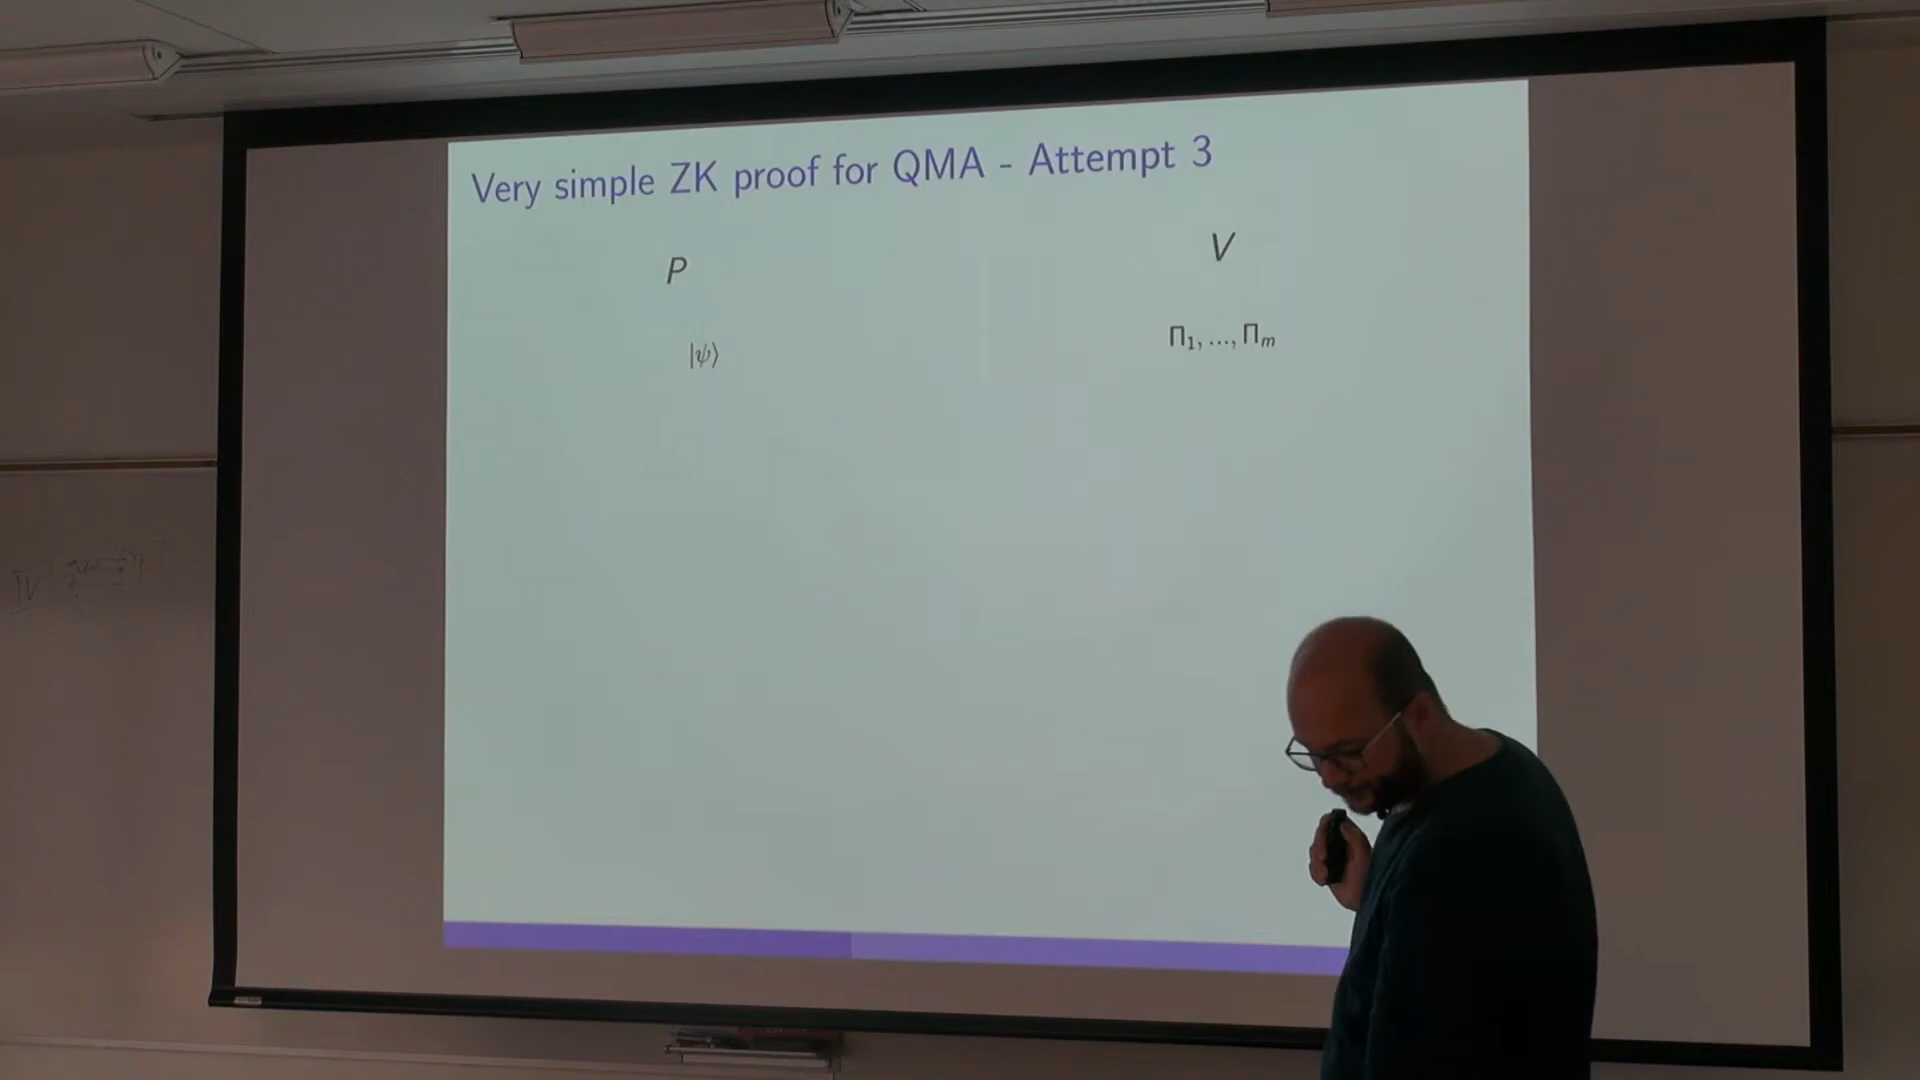 Very simple ZK proof for QMA - Attempt 3
P
V
|ψ⟩
Π₁, ..., Πₘ